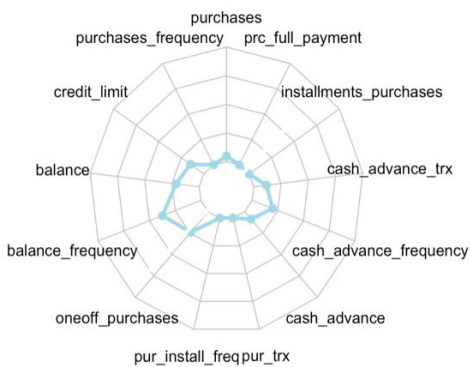 purchases
purchases_frequency prc_full_payment
credit_limit installments_purchases
balance cash_advance_trx
balance_frequency cash_advance_frequency
oneoff_purchases cash_advance
pur_install_freq pur_trx